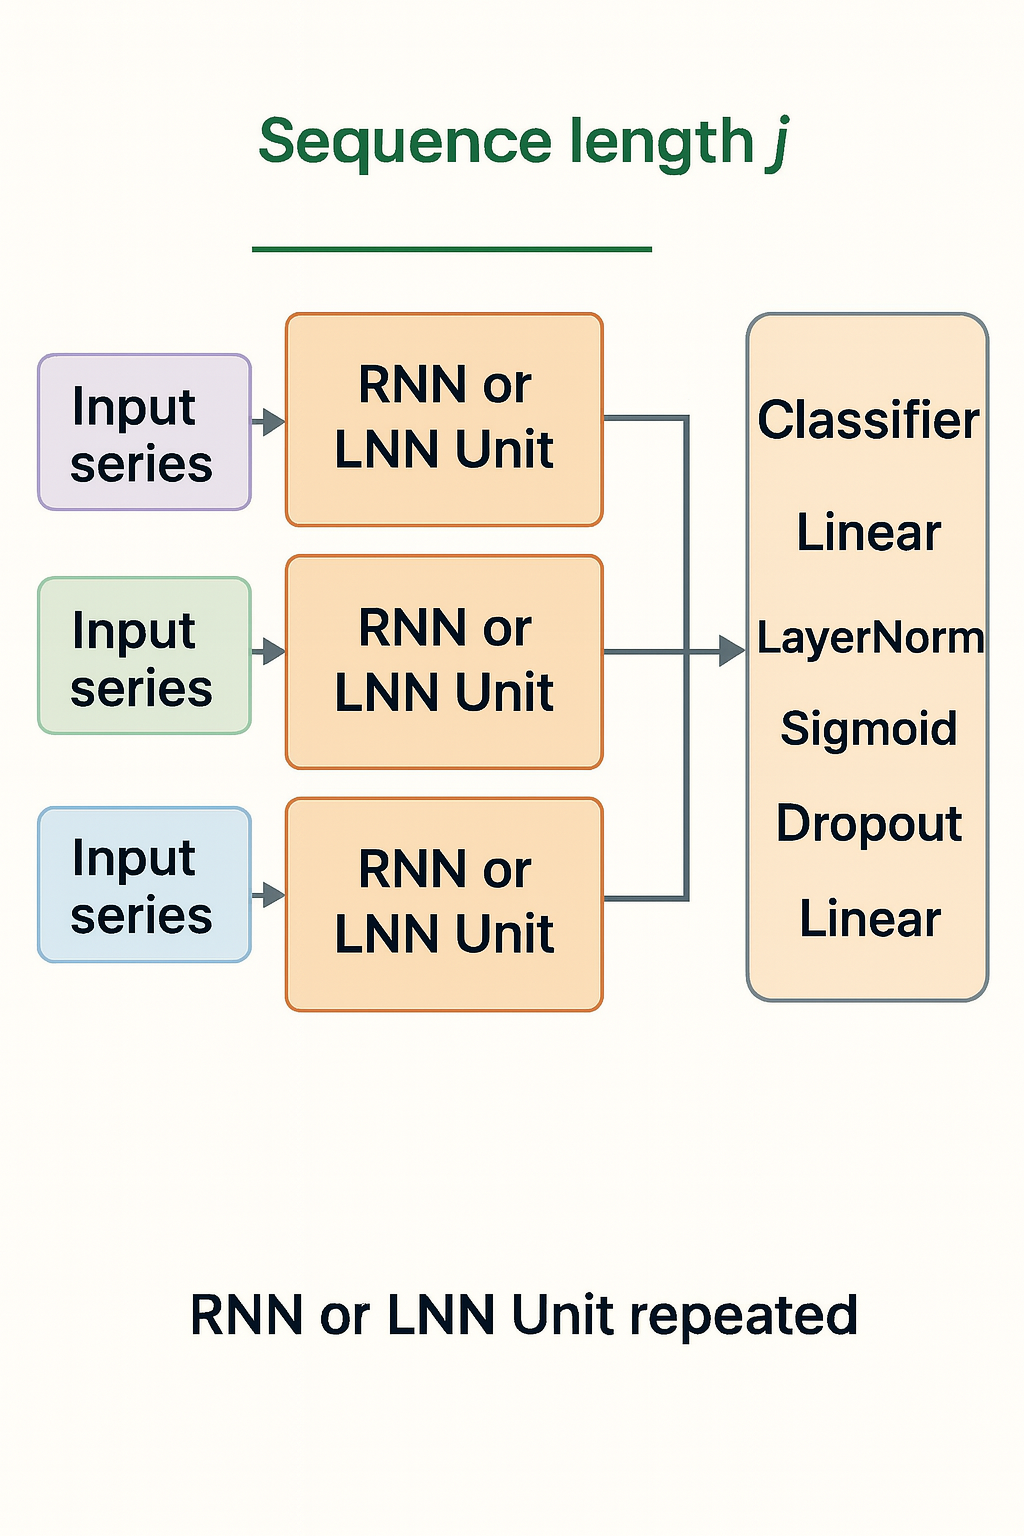 Sequence length j
Input
series
RNN or
LNN Unit
Input
series
RNN or
LNN Unit
Input
series
RNN or
LNN Unit
Classifier
Linear
LayerNorm
Sigmoid
Dropout
Linear
RNN or LNN Unit repeated